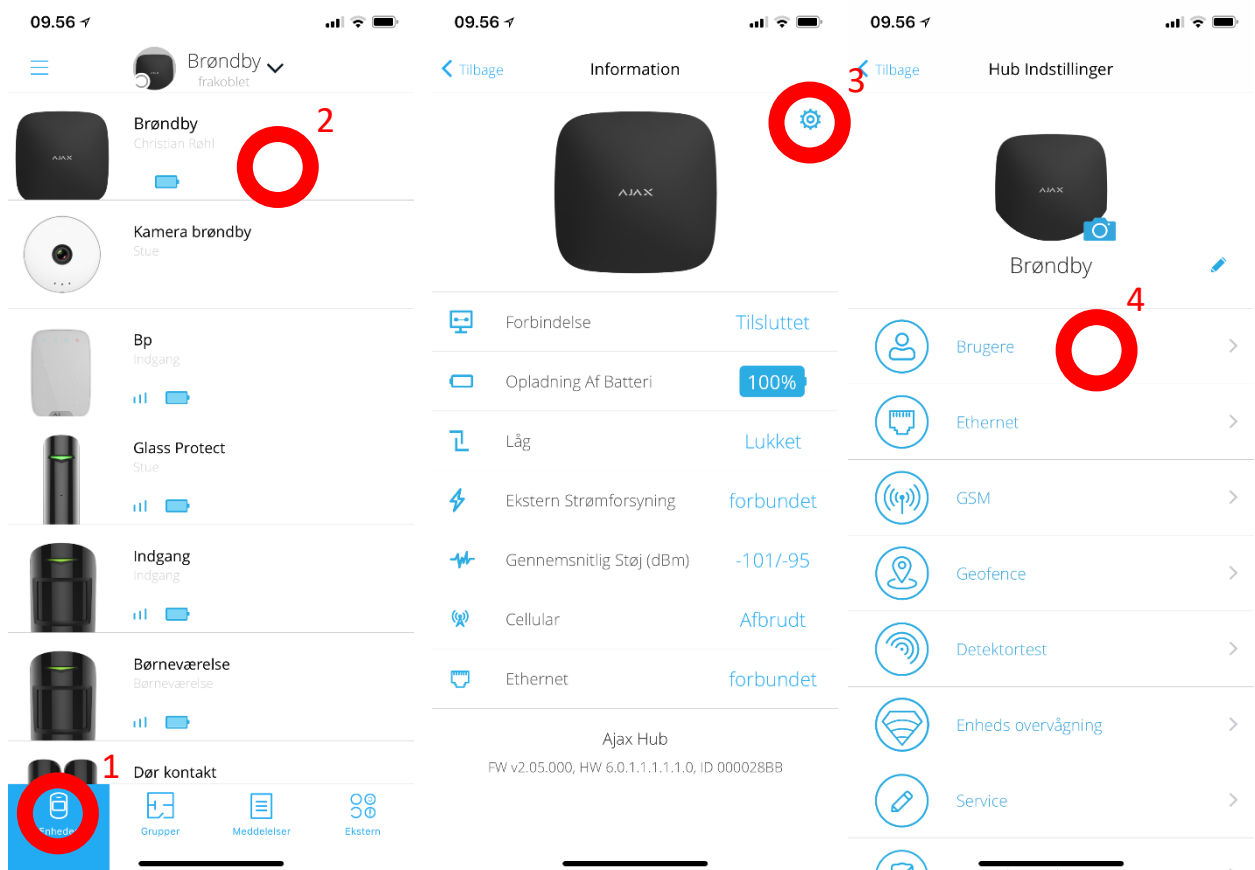 09.56
Brøndby
frakoblet
AJAX
Brøndby
Christian Røhl
2
Kamera brøndby
Stue
Bp
Indgang
Glass Protect
Stue
Indgang
Indgang
Børneværelse
Børneværelse
Dør kontakt
1
Enheder
Grupper
Meddelelser
Ekstern
09.56
Tilbage
Information
3
AJAX
Forbindelse
Tilsluttet
Opladning Af Batteri
100%
Låg
Lukket
Ekstern Strømforsyning
forbundet
Gennemsnitlig Støj (dBm)
-101/-95
Cellular
Afbrudt
Ethernet
forbundet
Ajax Hub
FW v2.05.000, HW 6.0.1.1.1.1.1.0, ID 000028BB
09.56
Tilbage
Hub Indstillinger
AJAX
Brøndby
4
Brugere
Ethernet
GSM
Geofence
Detektortest
Enheds overvågning
Service